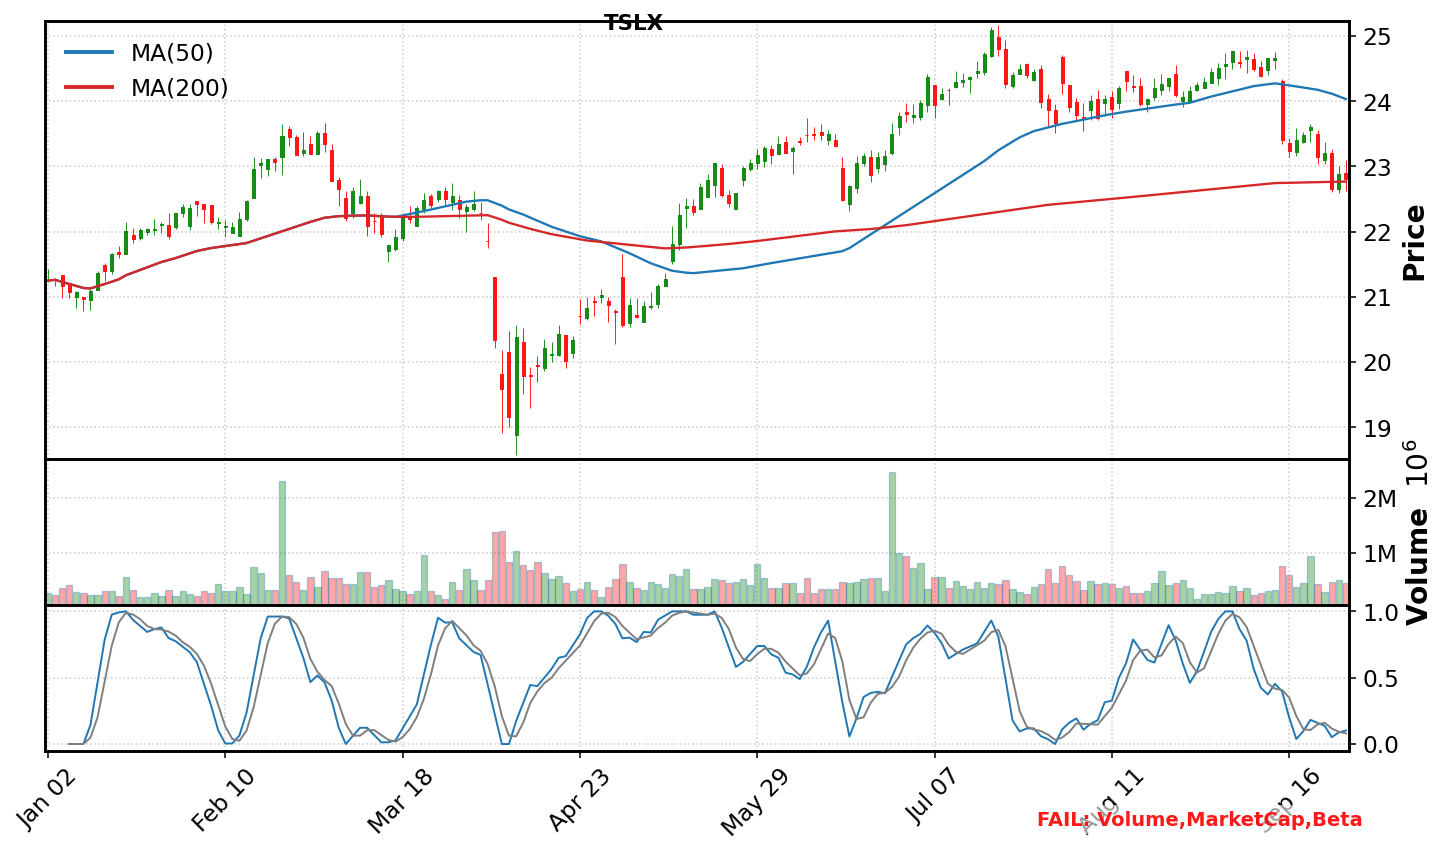 TSLX
MA(50)
MA(200)
25
24
23
22
21
20
19
Price
2M
1M
Volume 10^6
1.0
0.5
0.0
Jan 02
Feb 10
Mar 18
Apr 23
May 29
Jul 07
Aug 11
Sep 16
FAIL: Volume,MarketCap,Beta